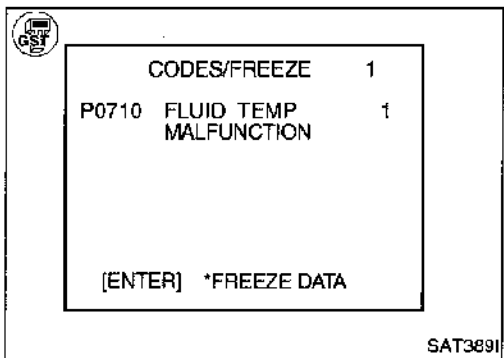 GST
CODES/FREEZE 1
P0710 FLUID TEMP 1
MALFUNCTION
[ENTER] *FREEZE DATA
SAT389I